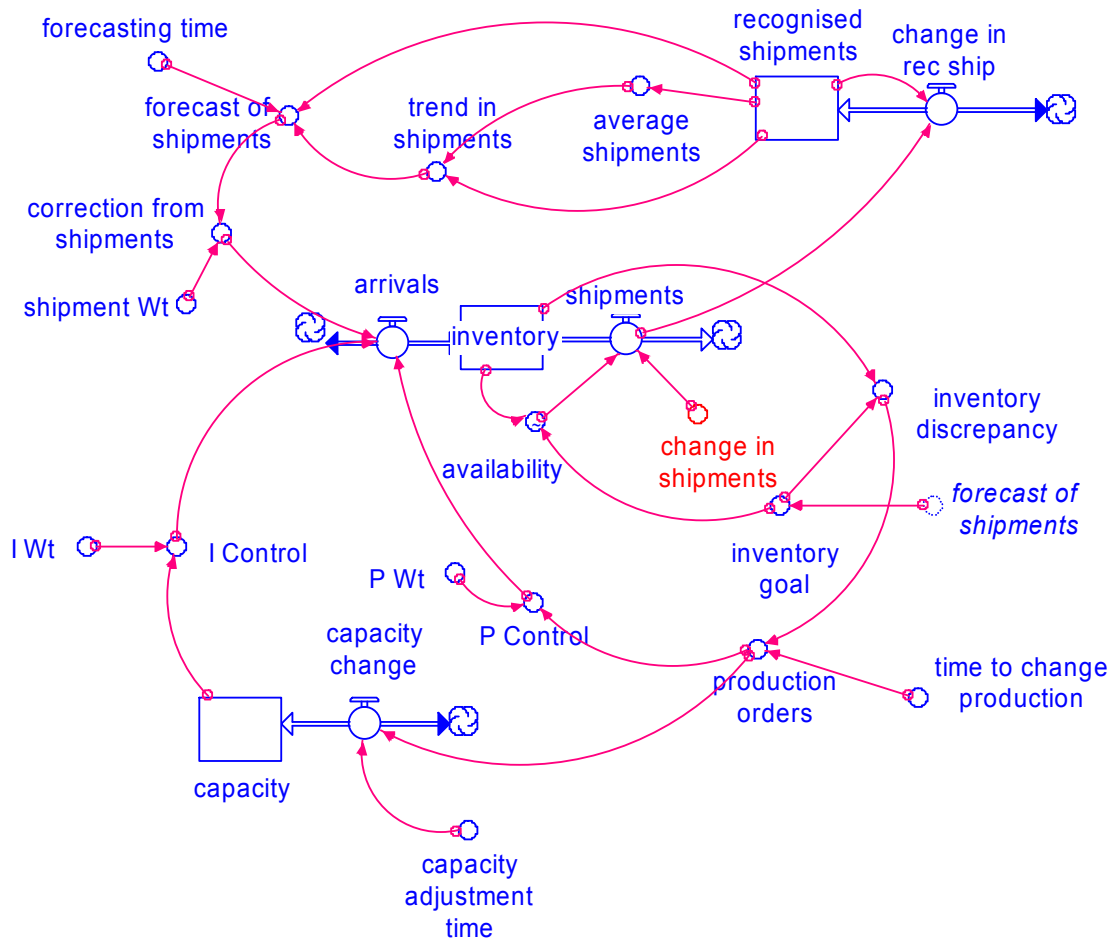 forecasting time
recognised
shipments
change in
rec ship
forecast of
shipments
trend in
shipments
average
shipments
correction from
shipments
shipment Wt
arrivals
shipments
inventory
inventory
discrepancy
change in
shipments
availability
forecast of
shipments
I Wt
I Control
inventory
goal
P Wt
P Control
capacity
change
production
orders
time to change
production
capacity
capacity
adjustment
time